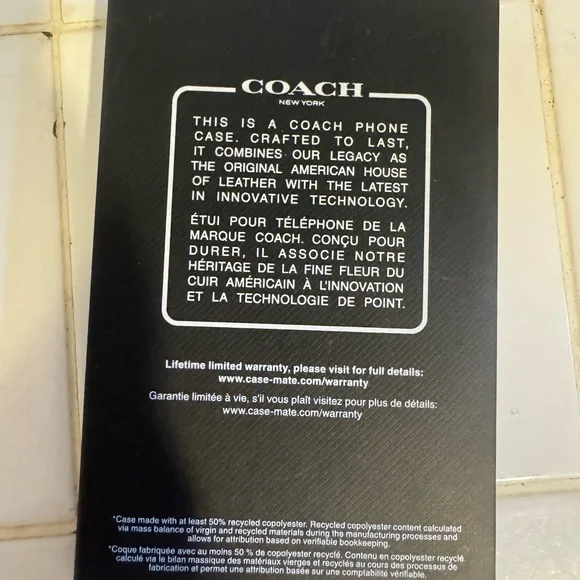 COACH
NEW YORK
THIS IS A COACH PHONE
CASE. CRAFTED TO LAST,
IT COMBINES OUR LEGACY AS
THE ORIGINAL AMERICAN HOUSE
OF LEATHER WITH THE LATEST
IN INNOVATIVE TECHNOLOGY.
ÉTUI POUR TÉLÉPHONE DE LA
MARQUE COACH. CONÇU POUR
DURER, IL ASSOCIE NOTRE
HÉRITAGE DE LA FINE FLEUR DU
CUIR AMÉRICAIN À L'INNOVATION
ET LA TECHNOLOGIE DE POINT.
Lifetime limited warranty, please visit for full details:
www.case-mate.com/warranty
Garantie limitée à vie, s'il vous plaît visitez pour plus de détails:
www.case-mate.com/warranty
*Case made with at least 50% recycled copolyester. Recycled copolyester content calculated
via mass balance of virgin and recycled materials during the manufacturing processes and
allows for attribution based on verifiable bookkeeping.
*Coque fabriquée avec au moins 50 % de copolyester recyclé. Contenu en copolyester recyclé
calculé via le bilan massique des matériaux vierges et recyclés au cours des processus de
fabrication et permet une attribution basée sur une comptabilité vérifiable.